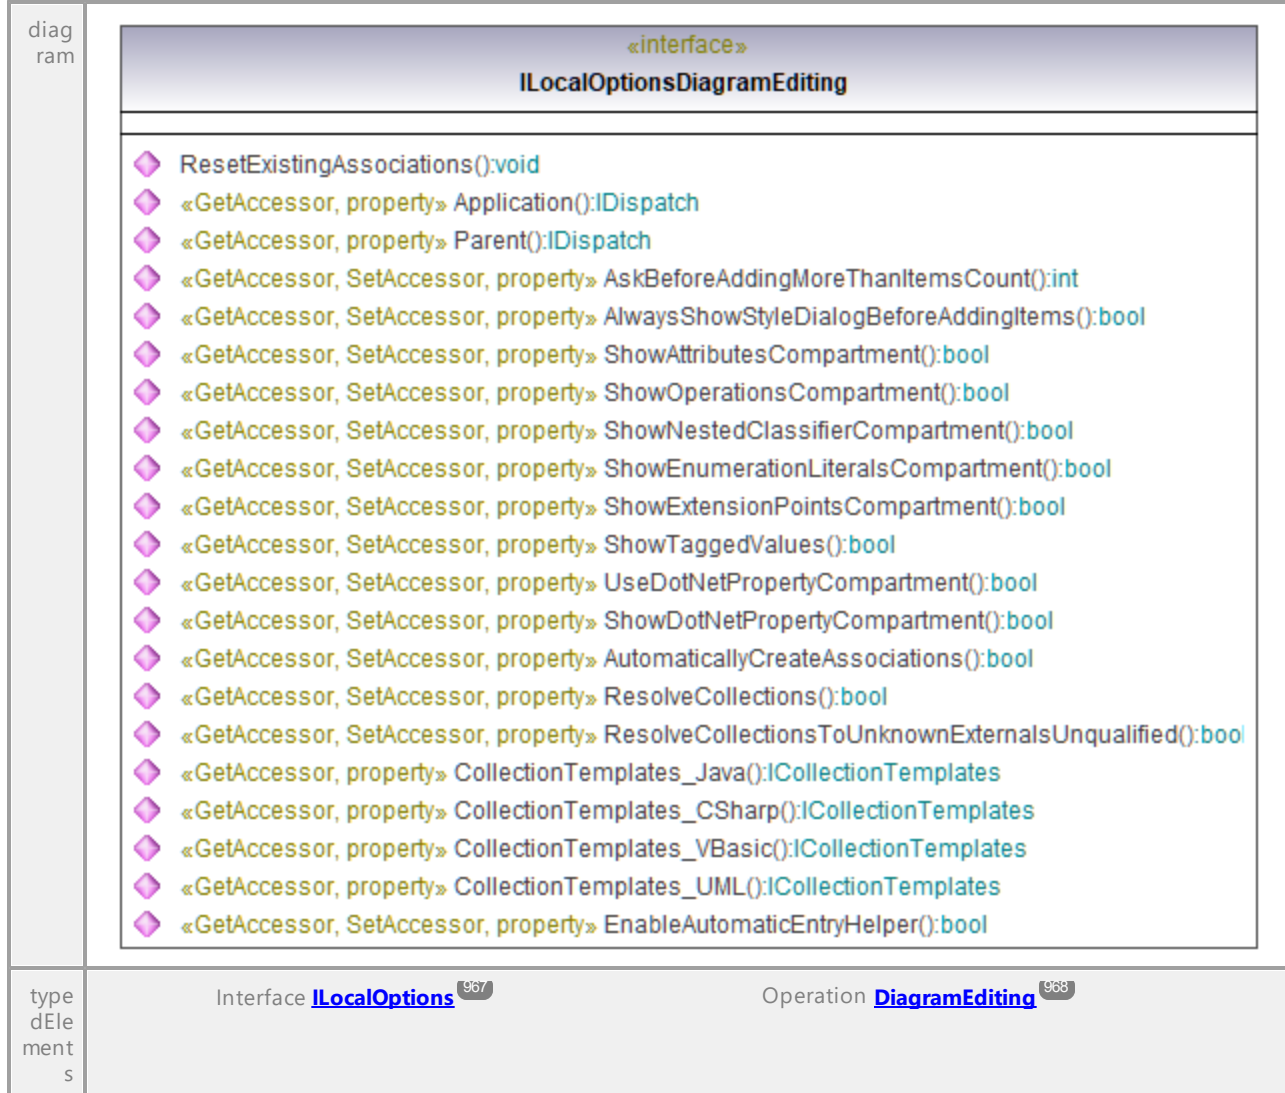 diag
ram
«interface»
ILocalOptionsDiagramEditing
ResetExistingAssociations():void
«GetAccessor, property» Application():IDispatch
«GetAccessor, property» Parent():IDispatch
«GetAccessor, SetAccessor, property» AskBeforeAddingMoreThanItemsCount():int
«GetAccessor, SetAccessor, property» AlwaysShowStyleDialogBeforeAddingItems():bool
«GetAccessor, SetAccessor, property» ShowAttributesCompartment():bool
«GetAccessor, SetAccessor, property» ShowOperationsCompartment():bool
«GetAccessor, SetAccessor, property» ShowNestedClassifierCompartment():bool
«GetAccessor, SetAccessor, property» ShowEnumerationLiteralsCompartment():bool
«GetAccessor, SetAccessor, property» ShowExtensionPointsCompartment():bool
«GetAccessor, SetAccessor, property» ShowTaggedValues():bool
«GetAccessor, SetAccessor, property» UseDotNetPropertyCompartment():bool
«GetAccessor, SetAccessor, property» ShowDotNetPropertyCompartment():bool
«GetAccessor, SetAccessor, property» AutomaticallyCreateAssociations():bool
«GetAccessor, SetAccessor, property» ResolveCollections():bool
«GetAccessor, SetAccessor, property» ResolveCollectionsToUnknownExternalsUnqualified():bool
«GetAccessor, property» CollectionTemplates_Java():ICollectionTemplates
«GetAccessor, property» CollectionTemplates_CSharp():ICollectionTemplates
«GetAccessor, property» CollectionTemplates_VBasic():ICollectionTemplates
«GetAccessor, property» CollectionTemplates_UML():ICollectionTemplates
«GetAccessor, SetAccessor, property» EnableAutomaticEntryHelper():bool
type
dEle
ment
s
Interface ILocalOptions 967
Operation DiagramEditing 968